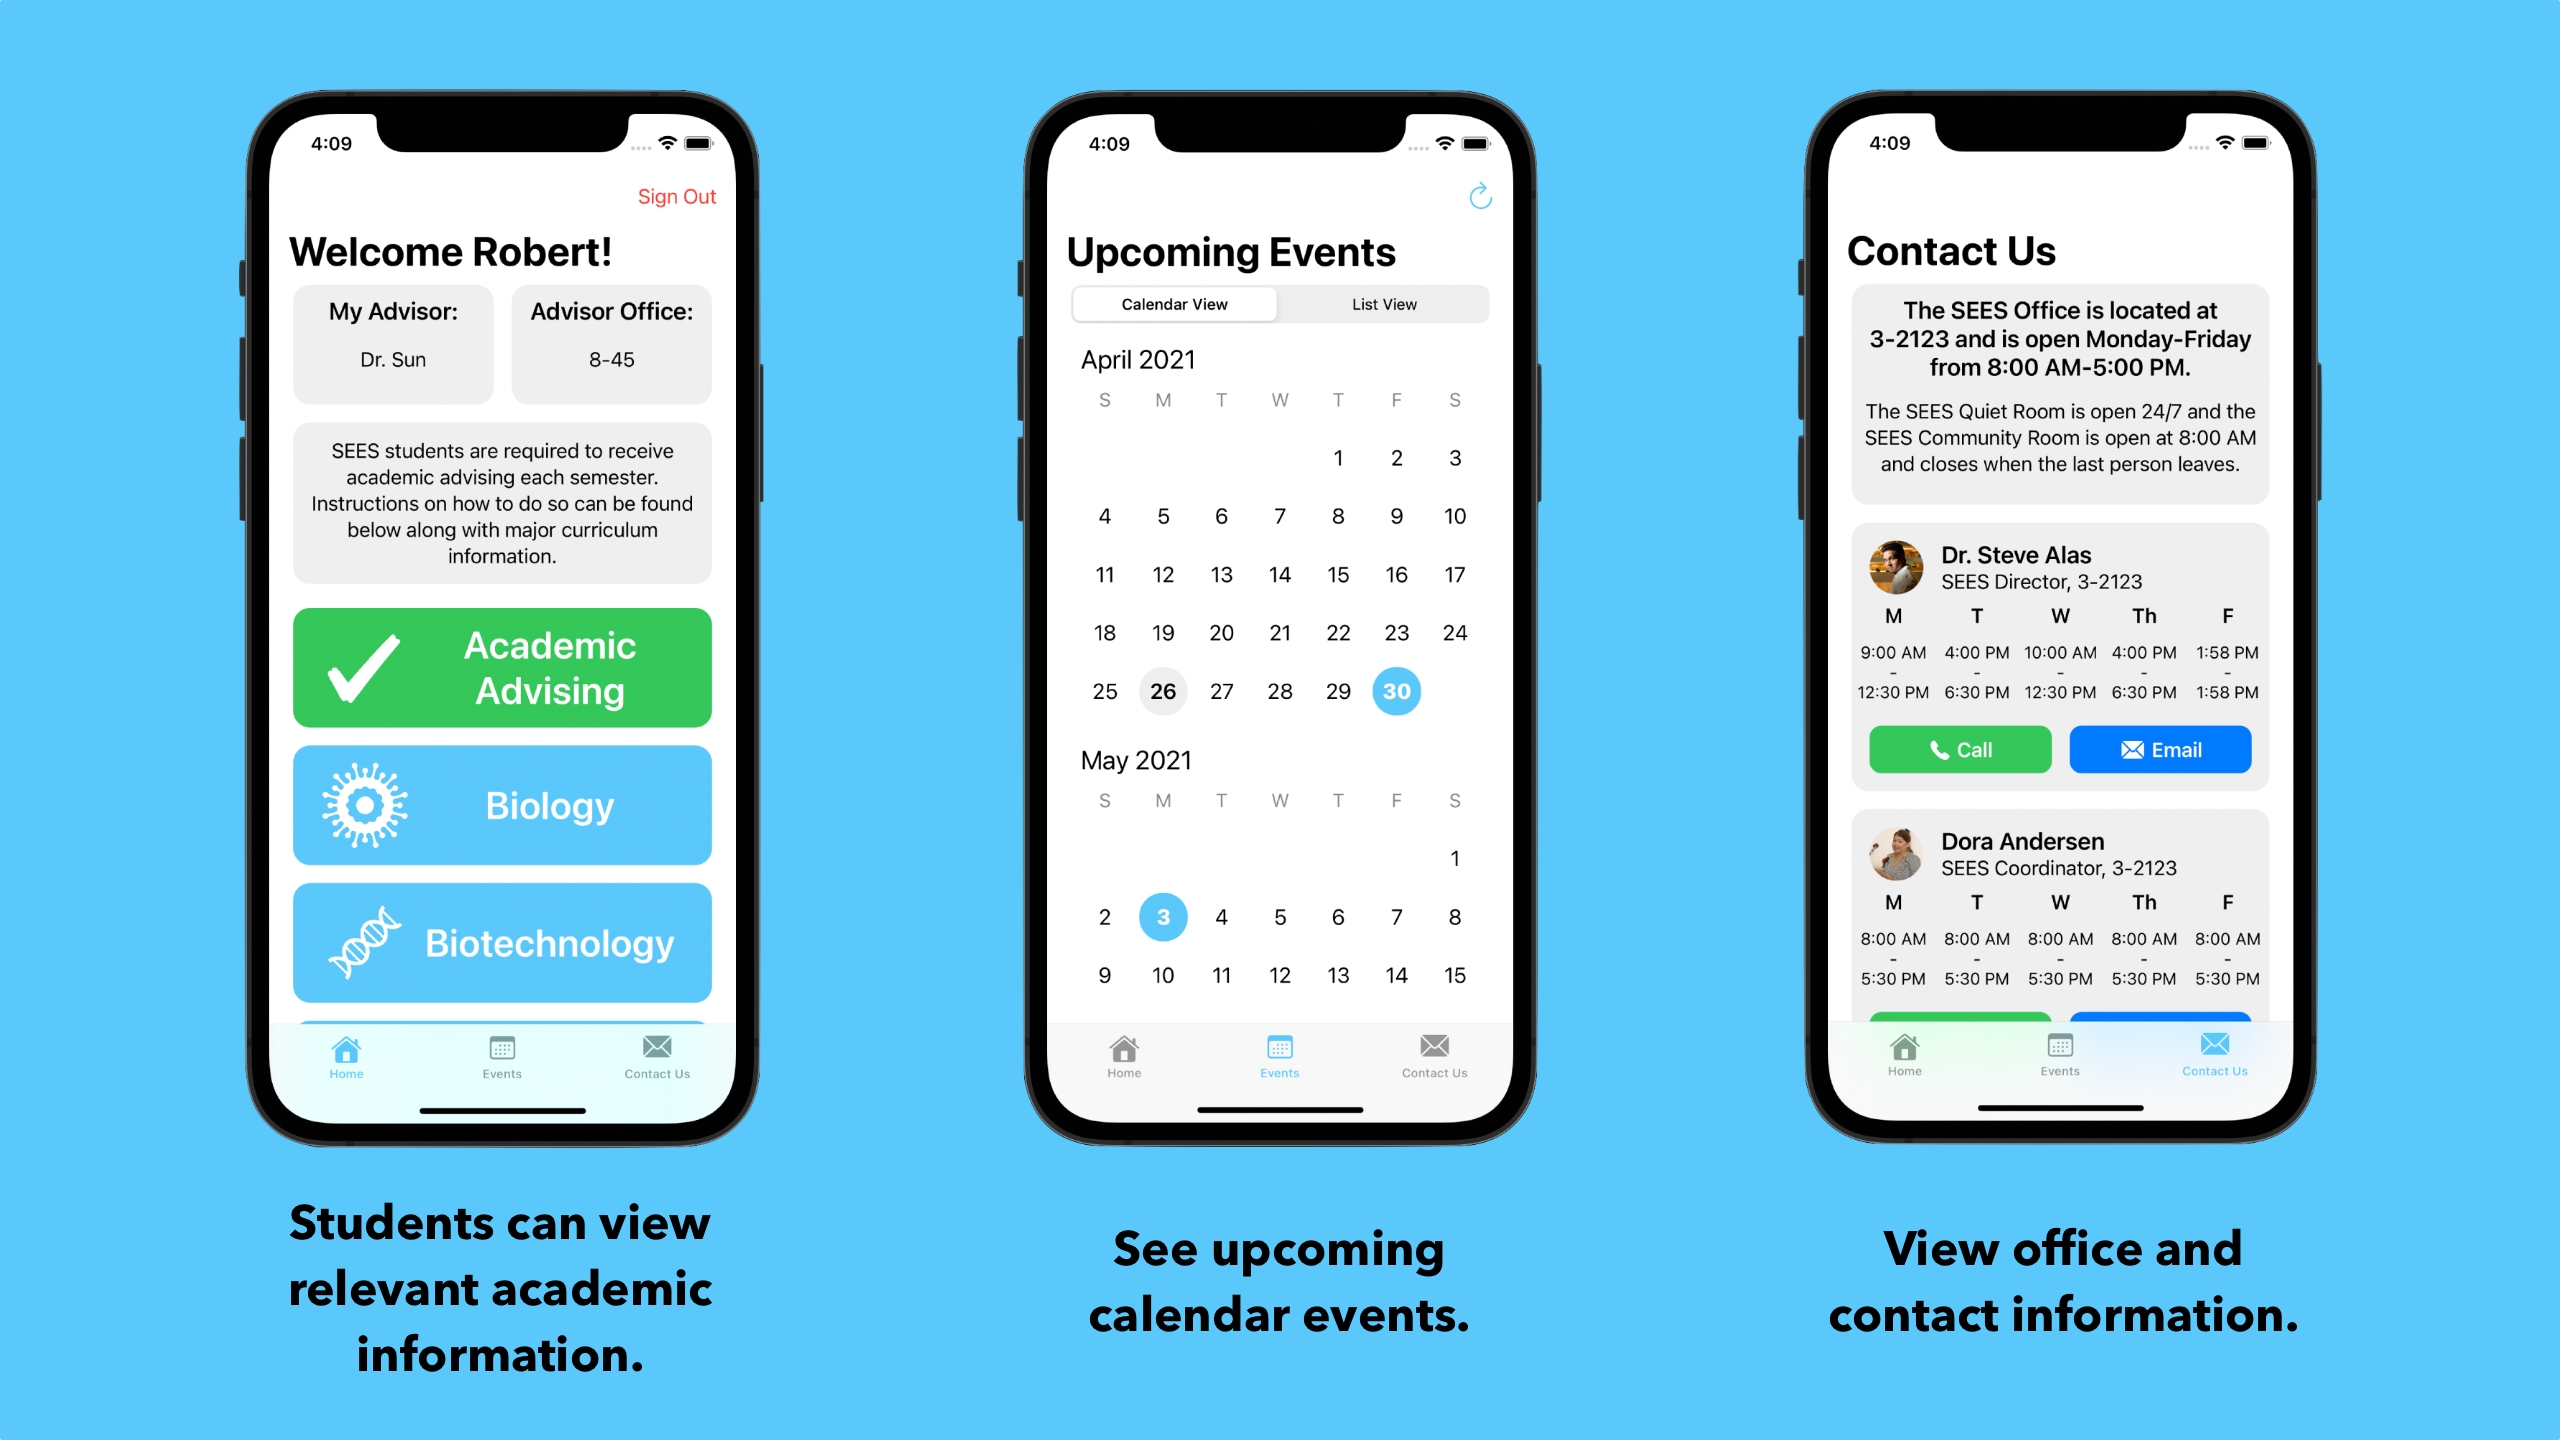 4:09
Sign Out
Welcome Robert!
My Advisor:
Dr. Sun
Advisor Office:
8-45
SEES students are required to receive
academic advising each semester.
Instructions on how to do so can be found
below along with major curriculum
information.
Academic
Advising
Biology
Biotechnology
Home
Events
Contact Us
Students can view
relevant academic
information.
4:09
Upcoming Events
Calendar View
List View
April 2021
S M T W T F S
1 2 3
4 5 6 7 8 9 10
11 12 13 14 15 16 17
18 19 20 21 22 23 24
25 26 27 28 29 30
May 2021
S M T W T F S
1
2 3 4 5 6 7 8
9 10 11 12 13 14 15
Home
Events
Contact Us
See upcoming
calendar events.
4:09
Contact Us
The SEES Office is located at
3-2123 and is open Monday-Friday
from 8:00 AM-5:00 PM.
The SEES Quiet Room is open 24/7 and the
SEES Community Room is open at 8:00 AM
and closes when the last person leaves.
Dr. Steve Alas
SEES Director, 3-2123
M T W Th F
9:00 AM 4:00 PM 10:00 AM 4:00 PM 1:58 PM
- - - - -
12:30 PM 6:30 PM 12:30 PM 6:30 PM 1:58 PM
Call
Email
Dora Andersen
SEES Coordinator, 3-2123
M T W Th F
8:00 AM 8:00 AM 8:00 AM 8:00 AM 8:00 AM
- - - - -
5:30 PM 5:30 PM 5:30 PM 5:30 PM 5:30 PM
Home
Events
Contact Us
View office and
contact information.